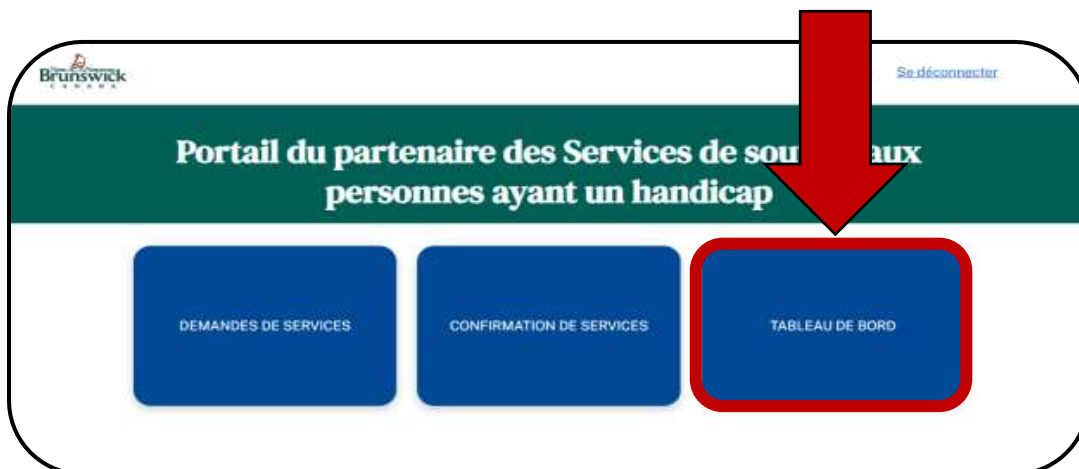 Brunswick
CANADA
Se déconnecter
Portail du partenaire des Services de sou aux
personnes ayant un handicap
DEMANDES DE SERVICES
CONFIRMATION DE SERVICES
TABLEAU DE BORD